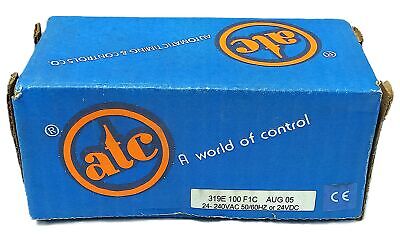 atc
®
AUTOMATIC TIMING & CONTROLS CO
®
atc
A world of control
319E 100 F1C AUG 05
24- 240VAC 50/60HZ or 24VDC
CE